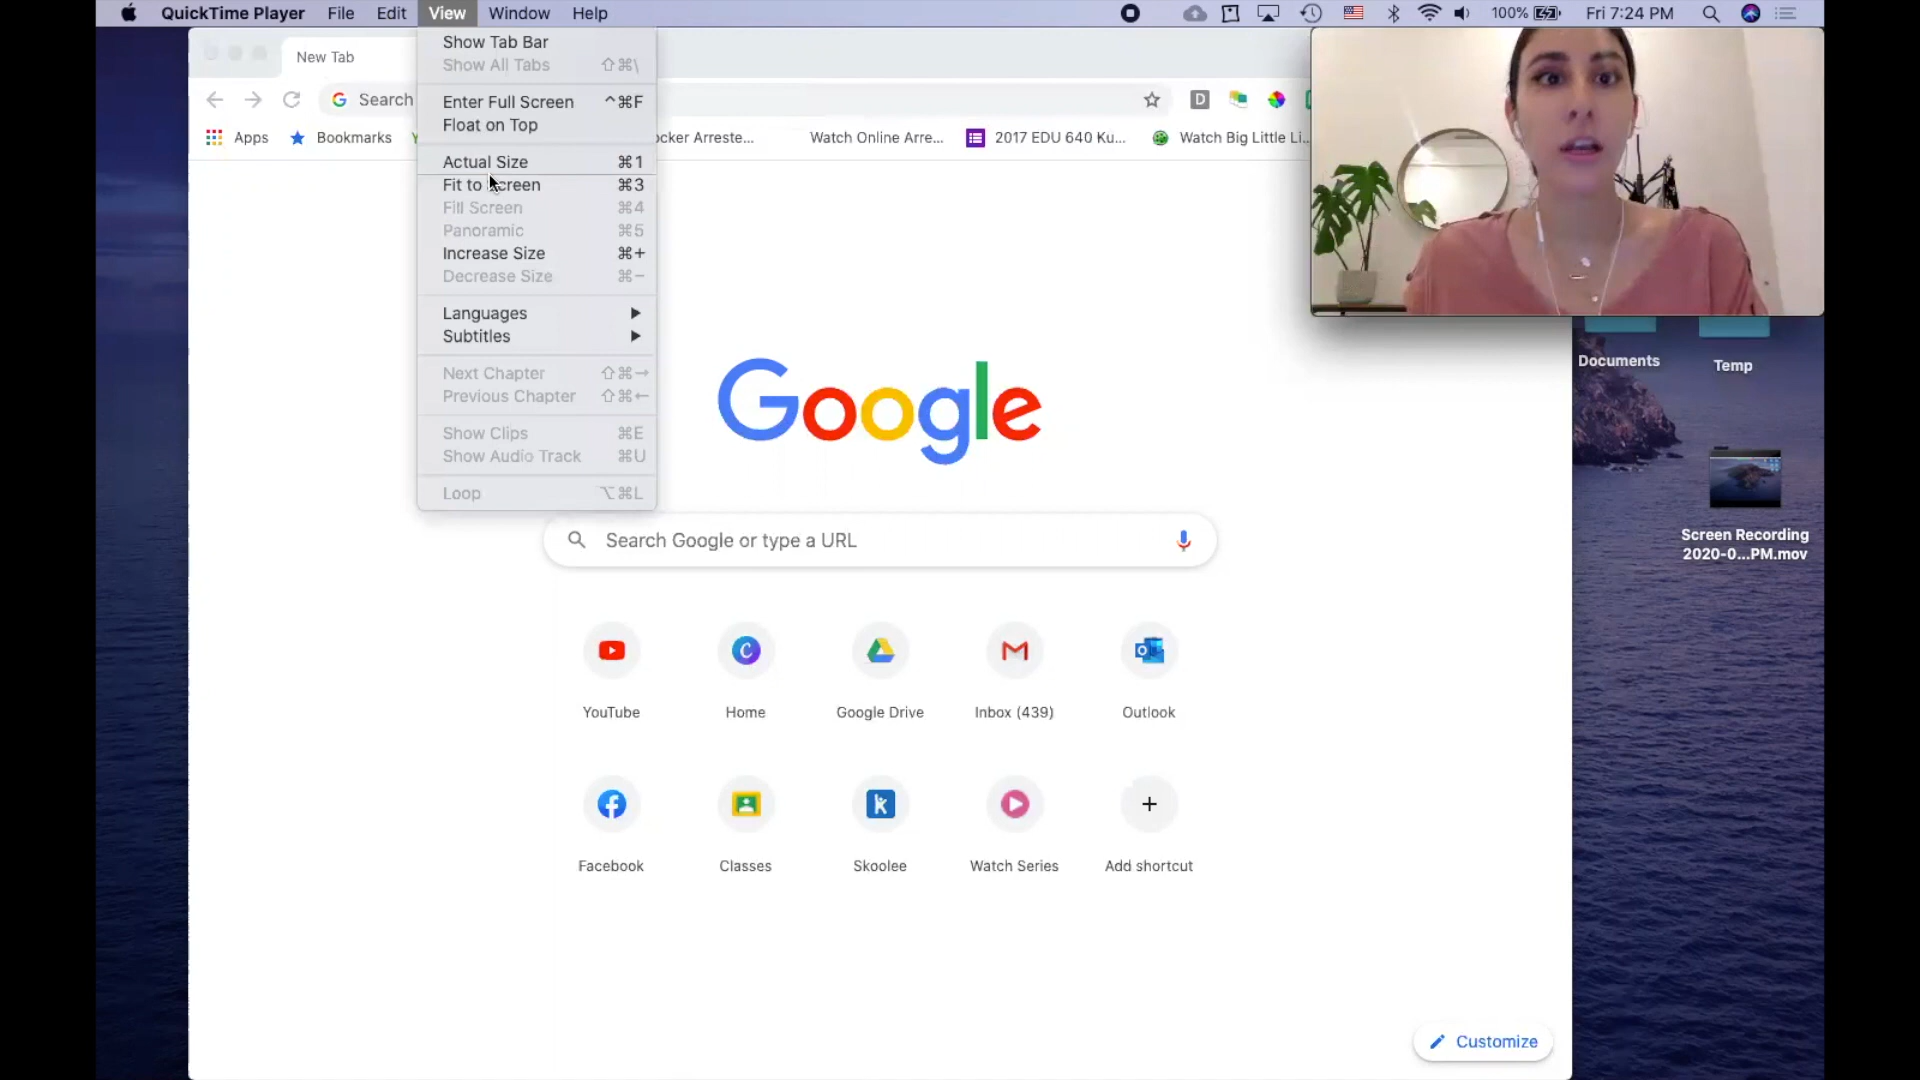 QuickTime Player File Edit View Window Help 100% Fri 7:24 PM
New Tab
Search
Apps Bookmarks ocker Arreste... Watch Online Arre... 2017 EDU 640 Ku... Watch Big Little Li...
Show Tab Bar
Show All Tabs ⇧⌘\
Enter Full Screen ^⌘F
Float on Top
Actual Size ⌘1
Fit to Screen ⌘3
Fill Screen ⌘4
Panoramic ⌘5
Increase Size ⌘+
Decrease Size ⌘−
Languages
Subtitles
Next Chapter ⇧⌘→
Previous Chapter ⇧⌘←
Show Clips ⌘E
Show Audio Track ⌘U
Loop ⌥⌘L
Documents Temp
Google
Screen Recording
2020-0...PM.mov
Search Google or type a URL
YouTube Home Google Drive Inbox (439) Outlook
Facebook Classes Skoolee Watch Series Add shortcut
Customize